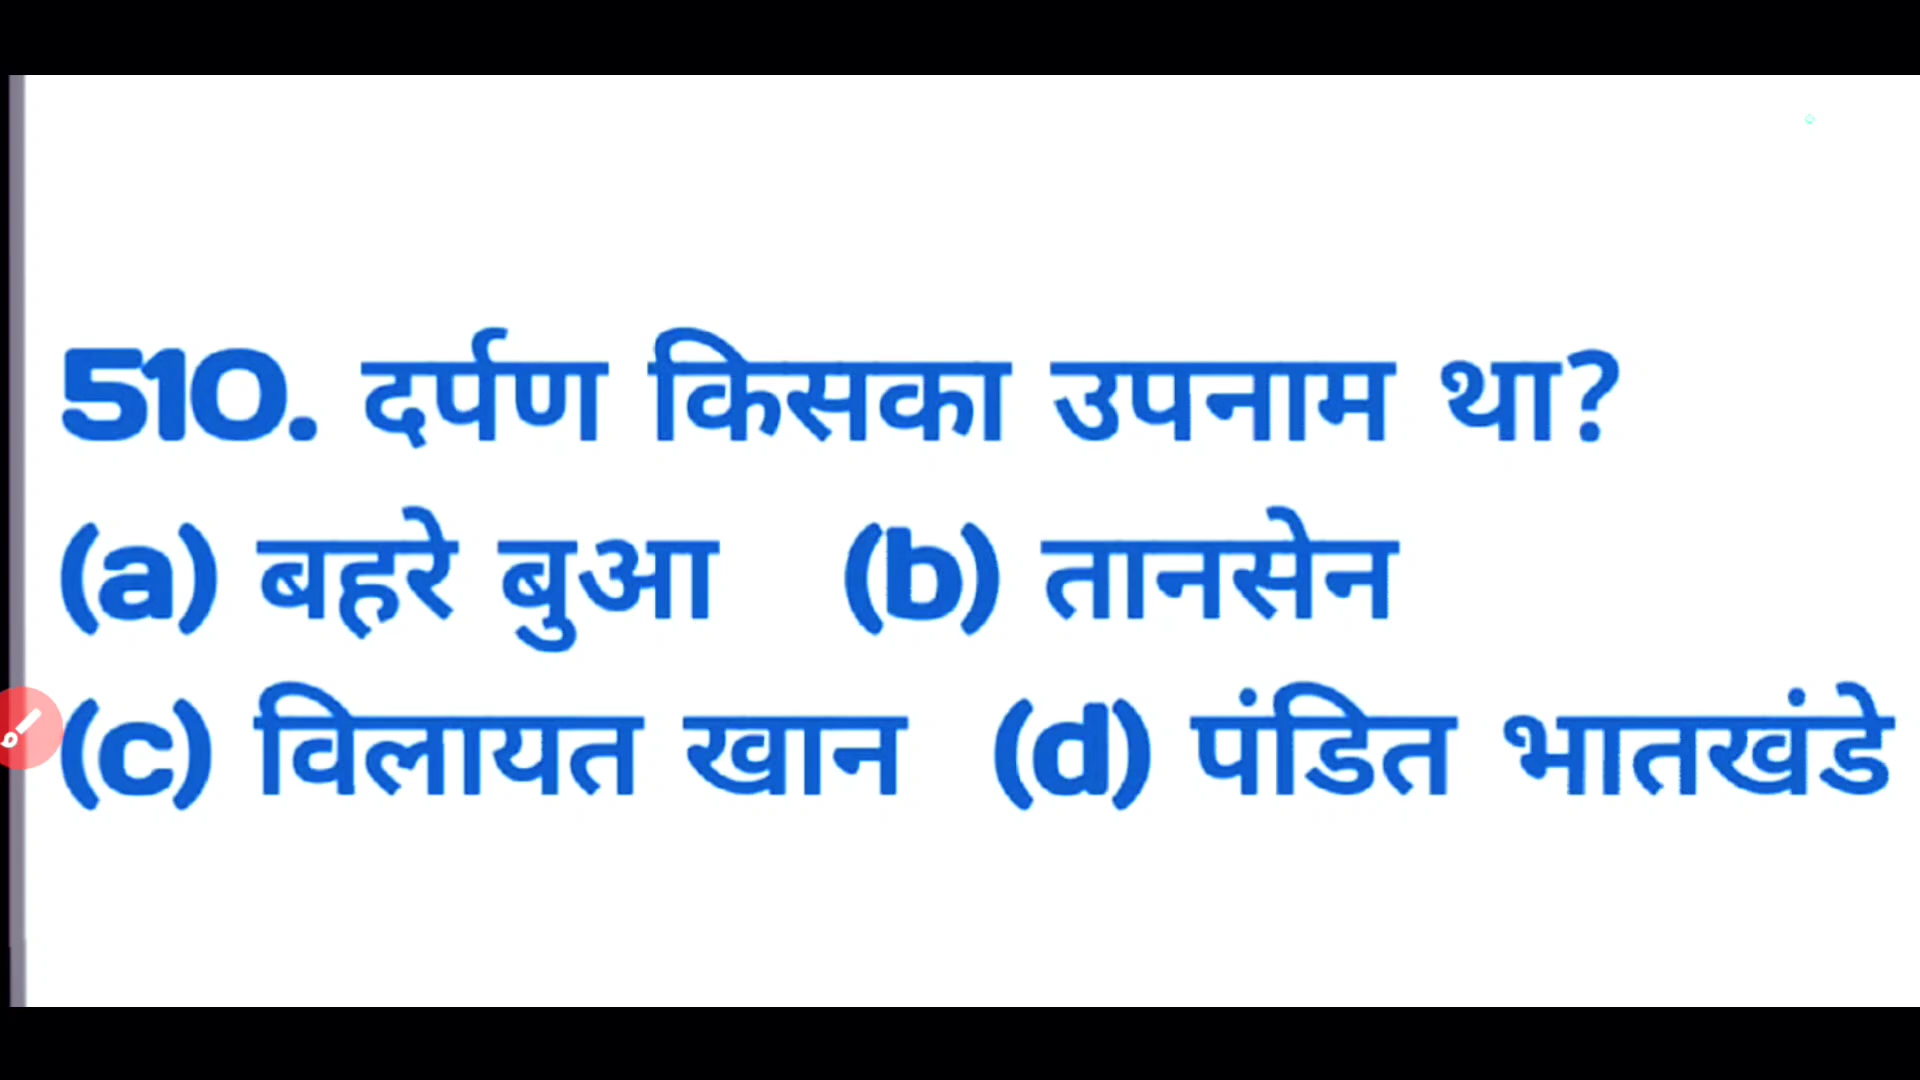 510. दर्पण किसका उपनाम था?
(a) बहरे बुआ (b) तानसेन
(c) विलायत खान (d) पंडित भातखंडे